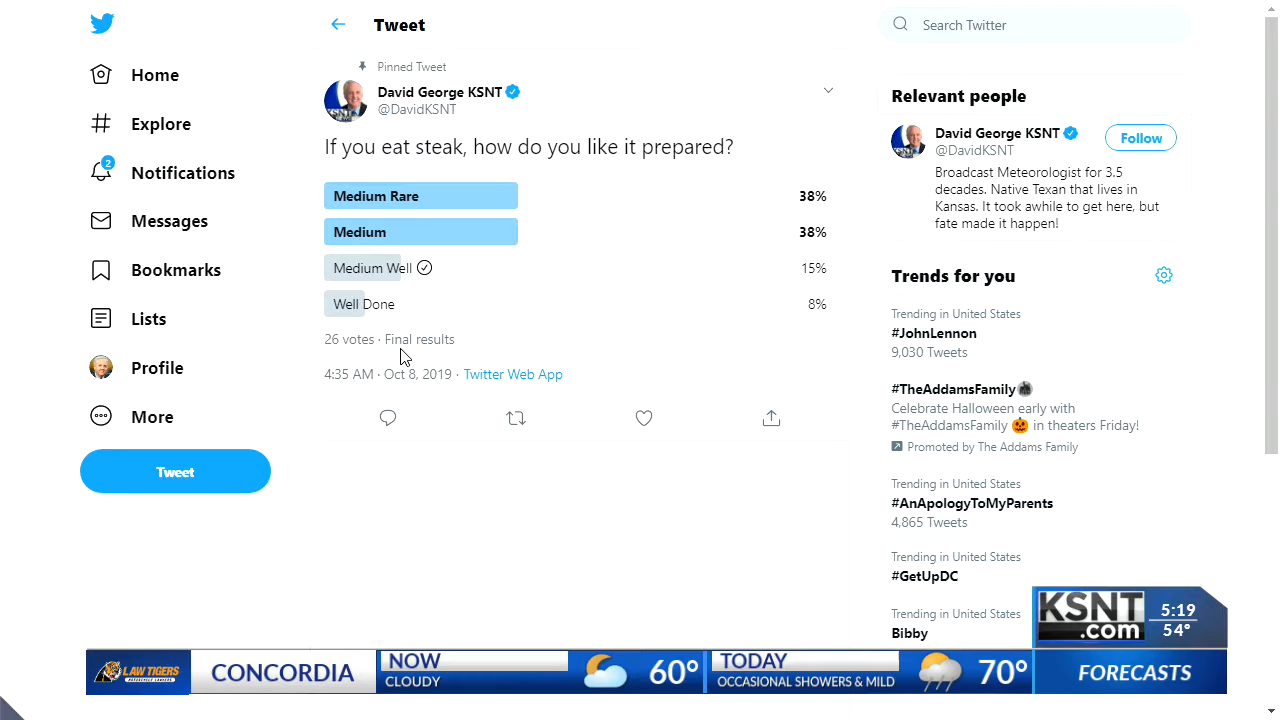 Home
Explore
2
Notifications
Messages
Bookmarks
Lists
Profile
More
Tweet
Tweet
Pinned Tweet
David George KSNT
@DavidKSNT
If you eat steak, how do you like it prepared?
Medium Rare 38%
Medium 38%
Medium Well 15%
Well Done 8%
26 votes · Final results
4:35 AM · Oct 8, 2019 · Twitter Web App
Search Twitter
Relevant people
David George KSNT
@DavidKSNT
Follow
Broadcast Meteorologist for 3.5
decades. Native Texan that lives in
Kansas. It took awhile to get here, but
fate made it happen!
Trends for you
Trending in United States
#JohnLennon
9,030 Tweets
#TheAddamsFamily
Celebrate Halloween early with
#TheAddamsFamily 🎃 in theaters Friday!
Promoted by The Addams Family
Trending in United States
#AnApologyToMyParents
4,865 Tweets
Trending in United States
#GetUpDC
Trending in United States
Bibby
KSNT
.com
5:19
54°
LAW TIGERS
CONCORDIA
NOW
CLOUDY
60°
TODAY
OCCASIONAL SHOWERS & MILD
70°
FORECASTS